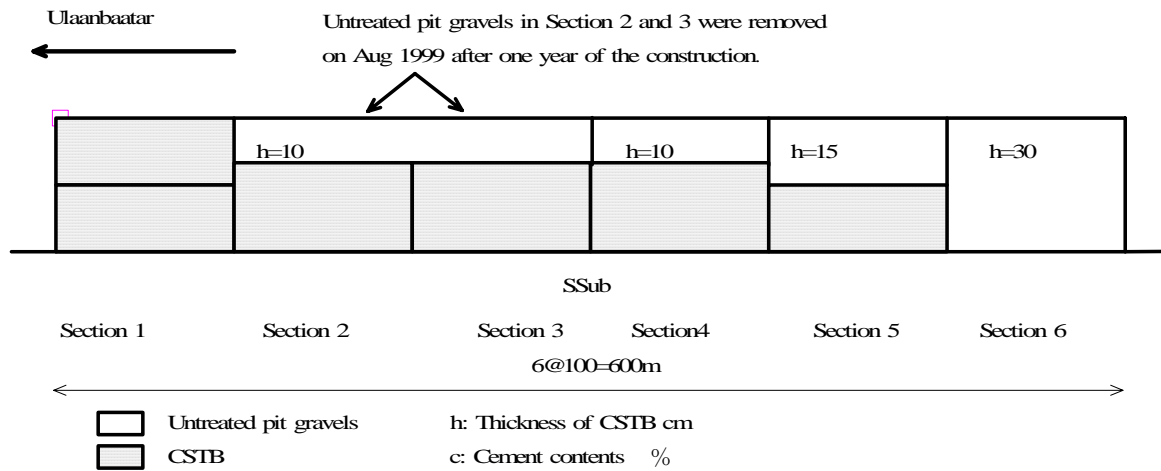 Ulaanbaatar
Untreated pit gravels in Section 2 and 3 were removed
on Aug 1999 after one year of the construction.
h=10 h=10 h=15 h=30
SSub
Section 1 Section 2 Section 3 Section4 Section 5 Section 6
6@100=600m
Untreated pit gravels h: Thickness of CSTB cm
CSTB c: Cement contents %